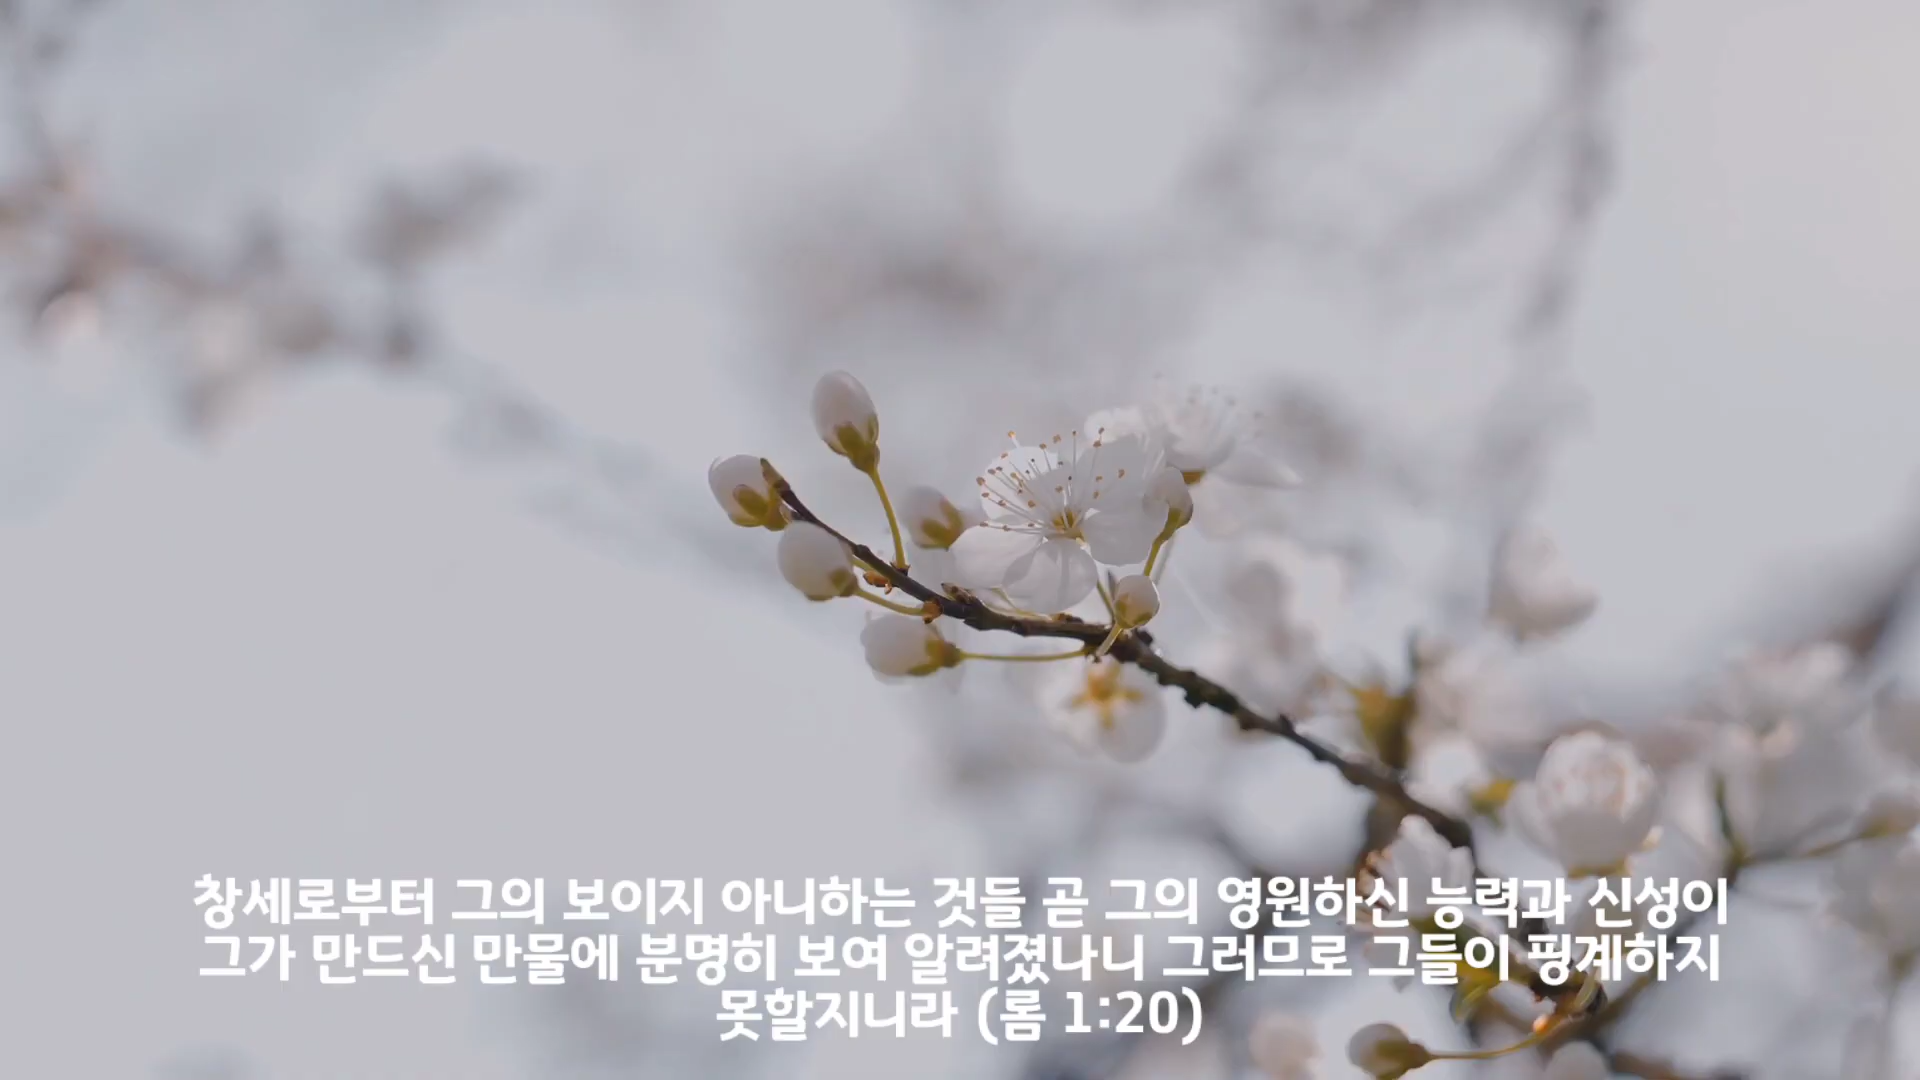 창세로부터 그의 보이지 아니하는 것들 곧 그의 영원하신 능력과 신성이
그가 만드신 만물에 분명히 보여 알려졌나니 그러므로 그들이 핑계하지
못할지니라 (롬 1:20)